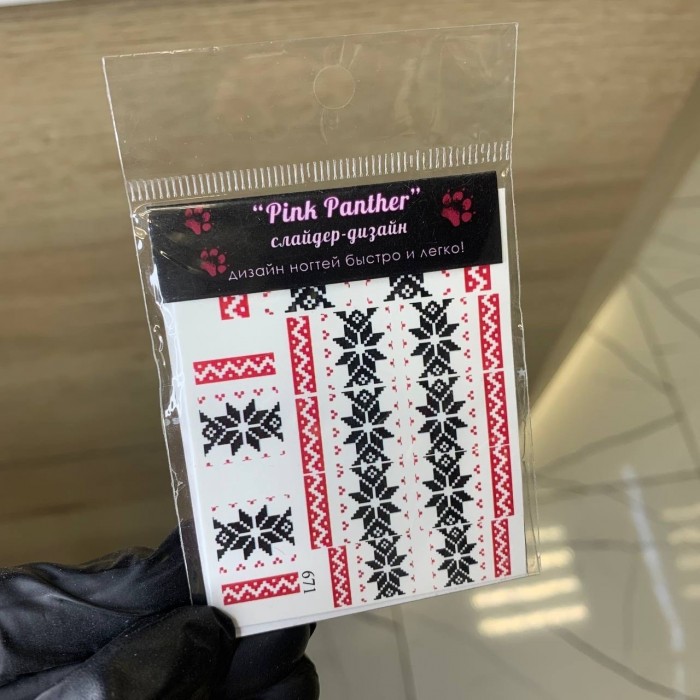 “Pink Panther”
слайдер-дизайн
дизайн ногтей быстро и легко!
671